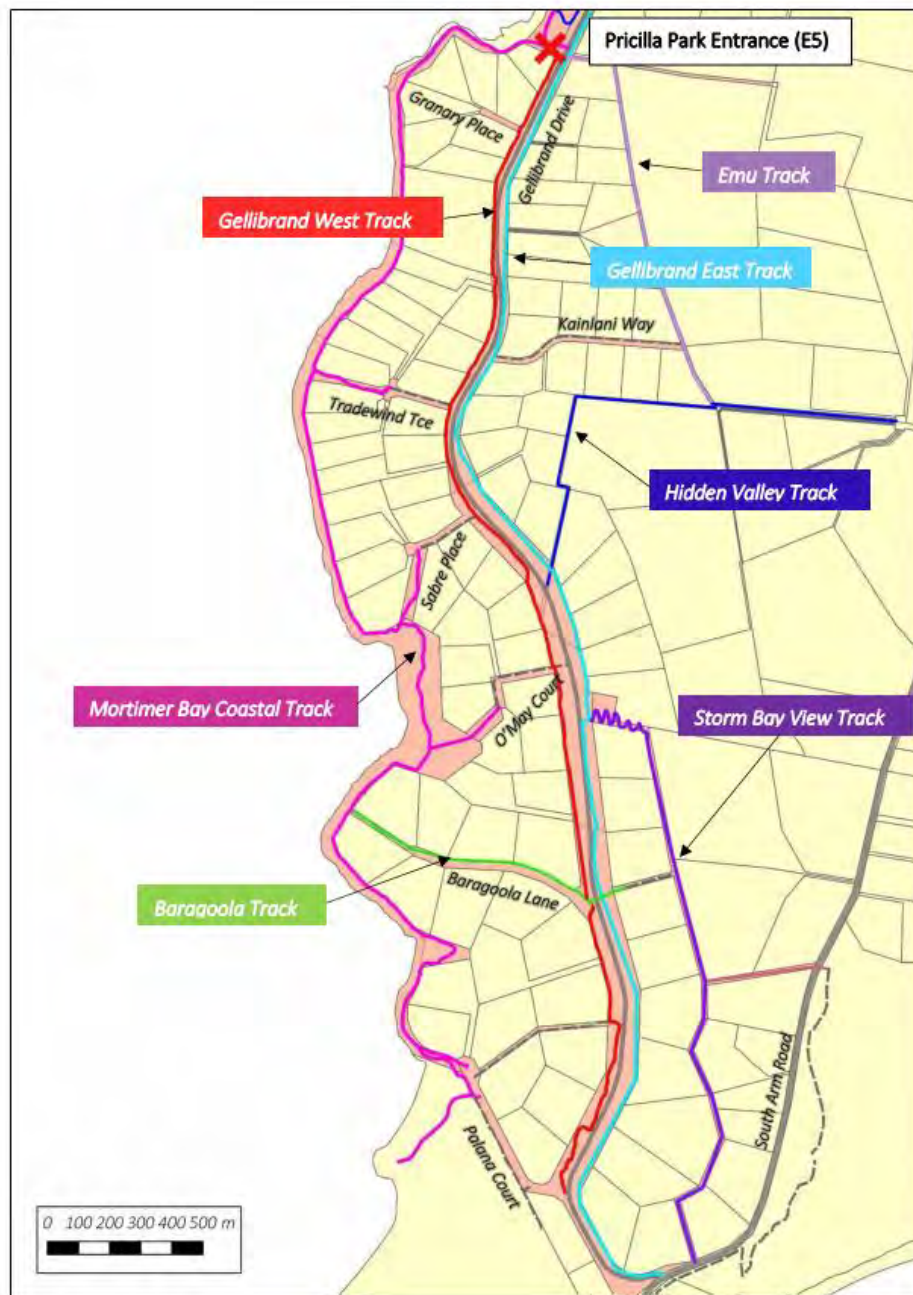 Pricilla Park Entrance (E5)
Granary Place
Gellibrand Drive
Emu Track
Gellibrand West Track
Gellibrand East Track
Kainlani Way
Tradewind Tce
Hidden Valley Track
Sabre Place
Mortimer Bay Coastal Track
O'May Court
Storm Bay View Track
Baragoola Track
Baragoola Lane
South Arm Road
Palana Court
0 100 200 300 400 500 m